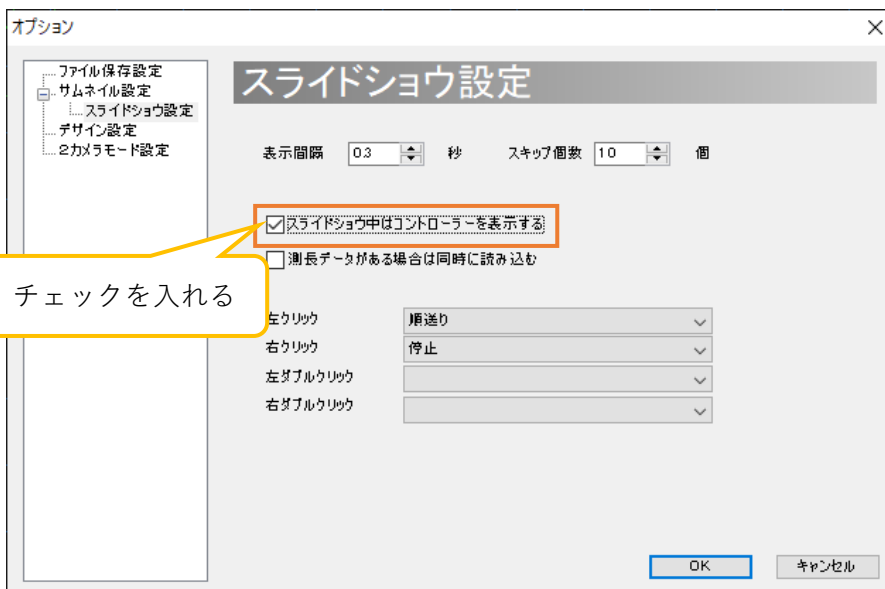 オプション
ファイル保存設定
サムネイル設定
スライドショウ設定
デザイン設定
2カメラモード設定
スライドショウ設定
表示間隔 0.3 秒 スキップ個数 10 個
スライドショウ中はコントローラーを表示する
測長データがある場合は同時に読み込む
チェックを入れる
左クリック 順送り
右クリック 停止
左ダブルクリック
右ダブルクリック
OK キャンセル